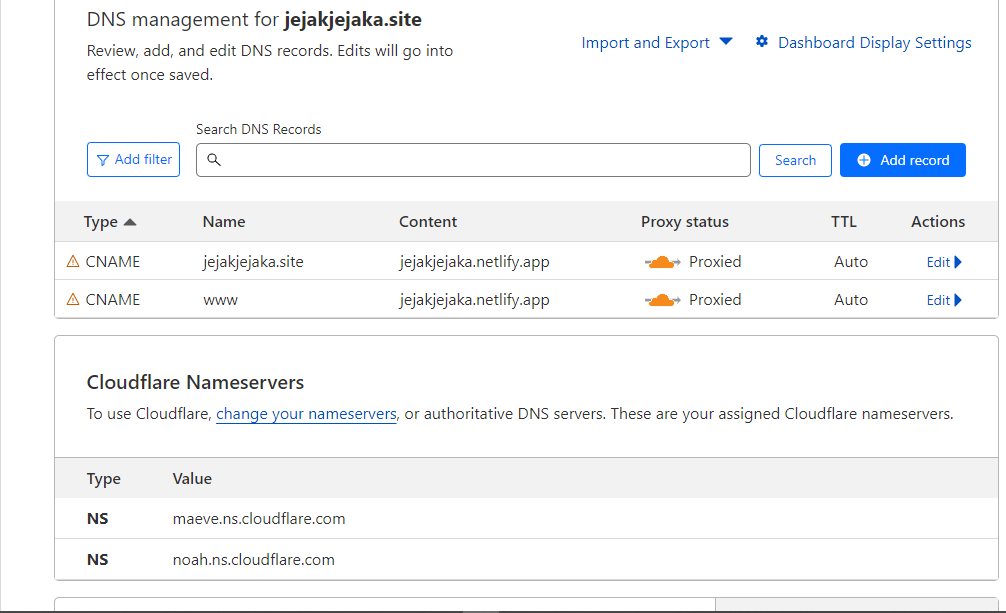 DNS management for jejakjejaka.site
Review, add, and edit DNS records. Edits will go into
effect once saved.
Import and Export
Dashboard Display Settings
Search DNS Records
Add filter
Search
Add record
Type Name Content Proxy status TTL Actions
CNAME jejakjejaka.site jejakjejaka.netlify.app Proxied Auto Edit
CNAME www jejakjejaka.netlify.app Proxied Auto Edit
Cloudflare Nameservers
To use Cloudflare, change your nameservers, or authoritative DNS servers. These are your assigned Cloudflare nameservers.
Type Value
NS maeve.ns.cloudflare.com
NS noah.ns.cloudflare.com